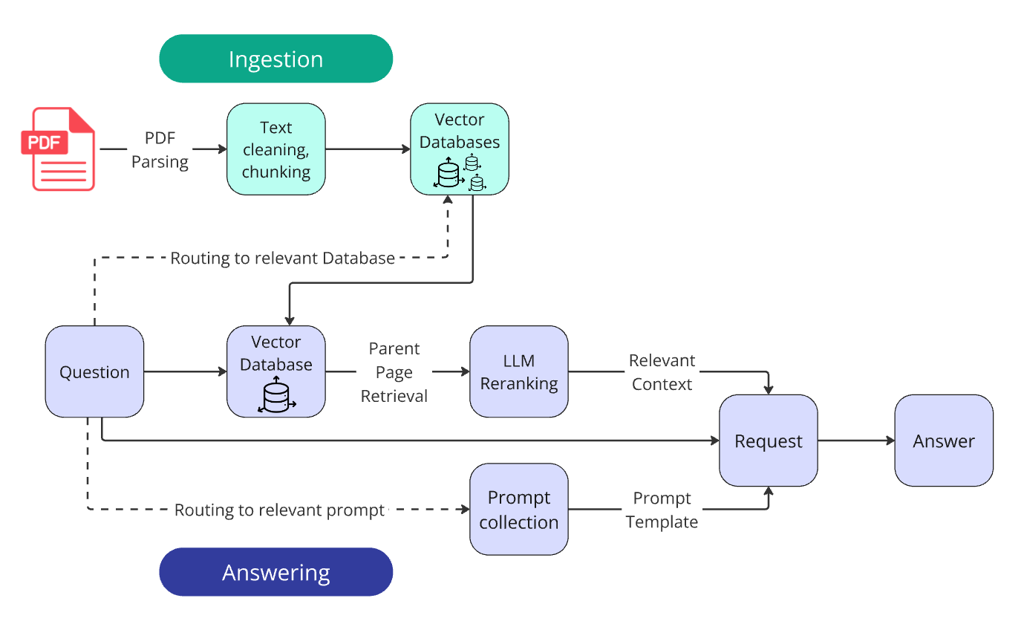 Ingestion
PDF
PDF
Parsing
Text
cleaning,
chunking
Vector
Databases
Routing to relevant Database
Question
Vector
Database
Parent
Page
Retrieval
LLM
Reranking
Relevant
Context
Request
Answer
Routing to relevant prompt
Prompt
collection
Prompt
Template
Answering